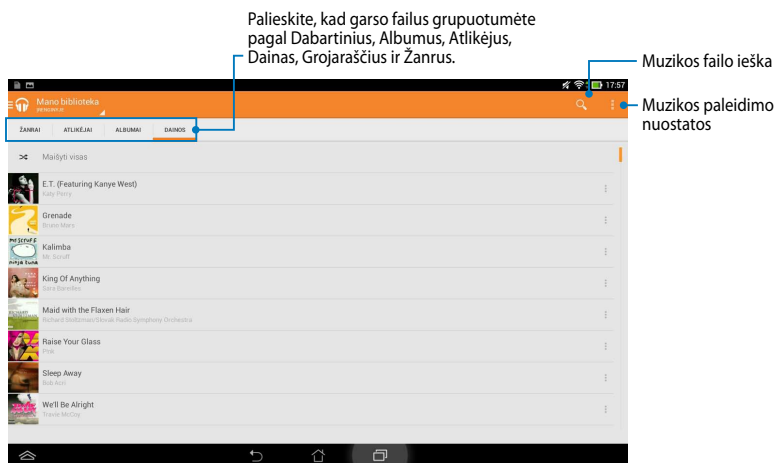 Palieskite, kad garso failus grupuotumėte
pagal Dabartinius, Albumus, Atlikėjus,
Dainas, Grojaraščius ir Žanrus.
Muzikos failo ieška
Muzikos paleidimo
nuostatos
17:57
Mano biblioteka
ĮRENGINYJE
ŽANRAI ATLIKĖJAI ALBUMAI DAINOS
Maišyti visas
E.T. (Featuring Kanye West)
Katy Perry
Grenade
Bruno Mars
Kalimba
Mr. Scruff
King Of Anything
Sara Bareilles
Maid with the Flaxen Hair
Richard Stoltzman/Slovak Radio Symphony Orchestra
Raise Your Glass
P!nk
Sleep Away
Bob Acri
We'll Be Alright
Travie McCoy